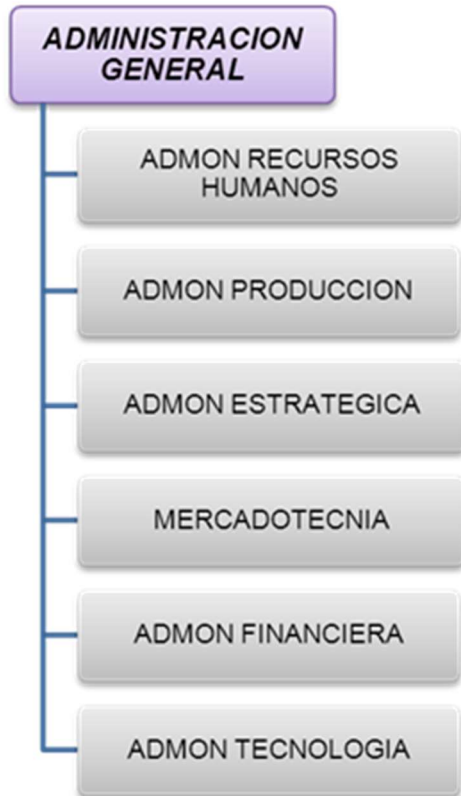 ADMINISTRACION
GENERAL
ADMON RECURSOS
HUMANOS
ADMON PRODUCCION
ADMON ESTRATEGICA
MERCADOTECNIA
ADMON FINANCIERA
ADMON TECNOLOGIA